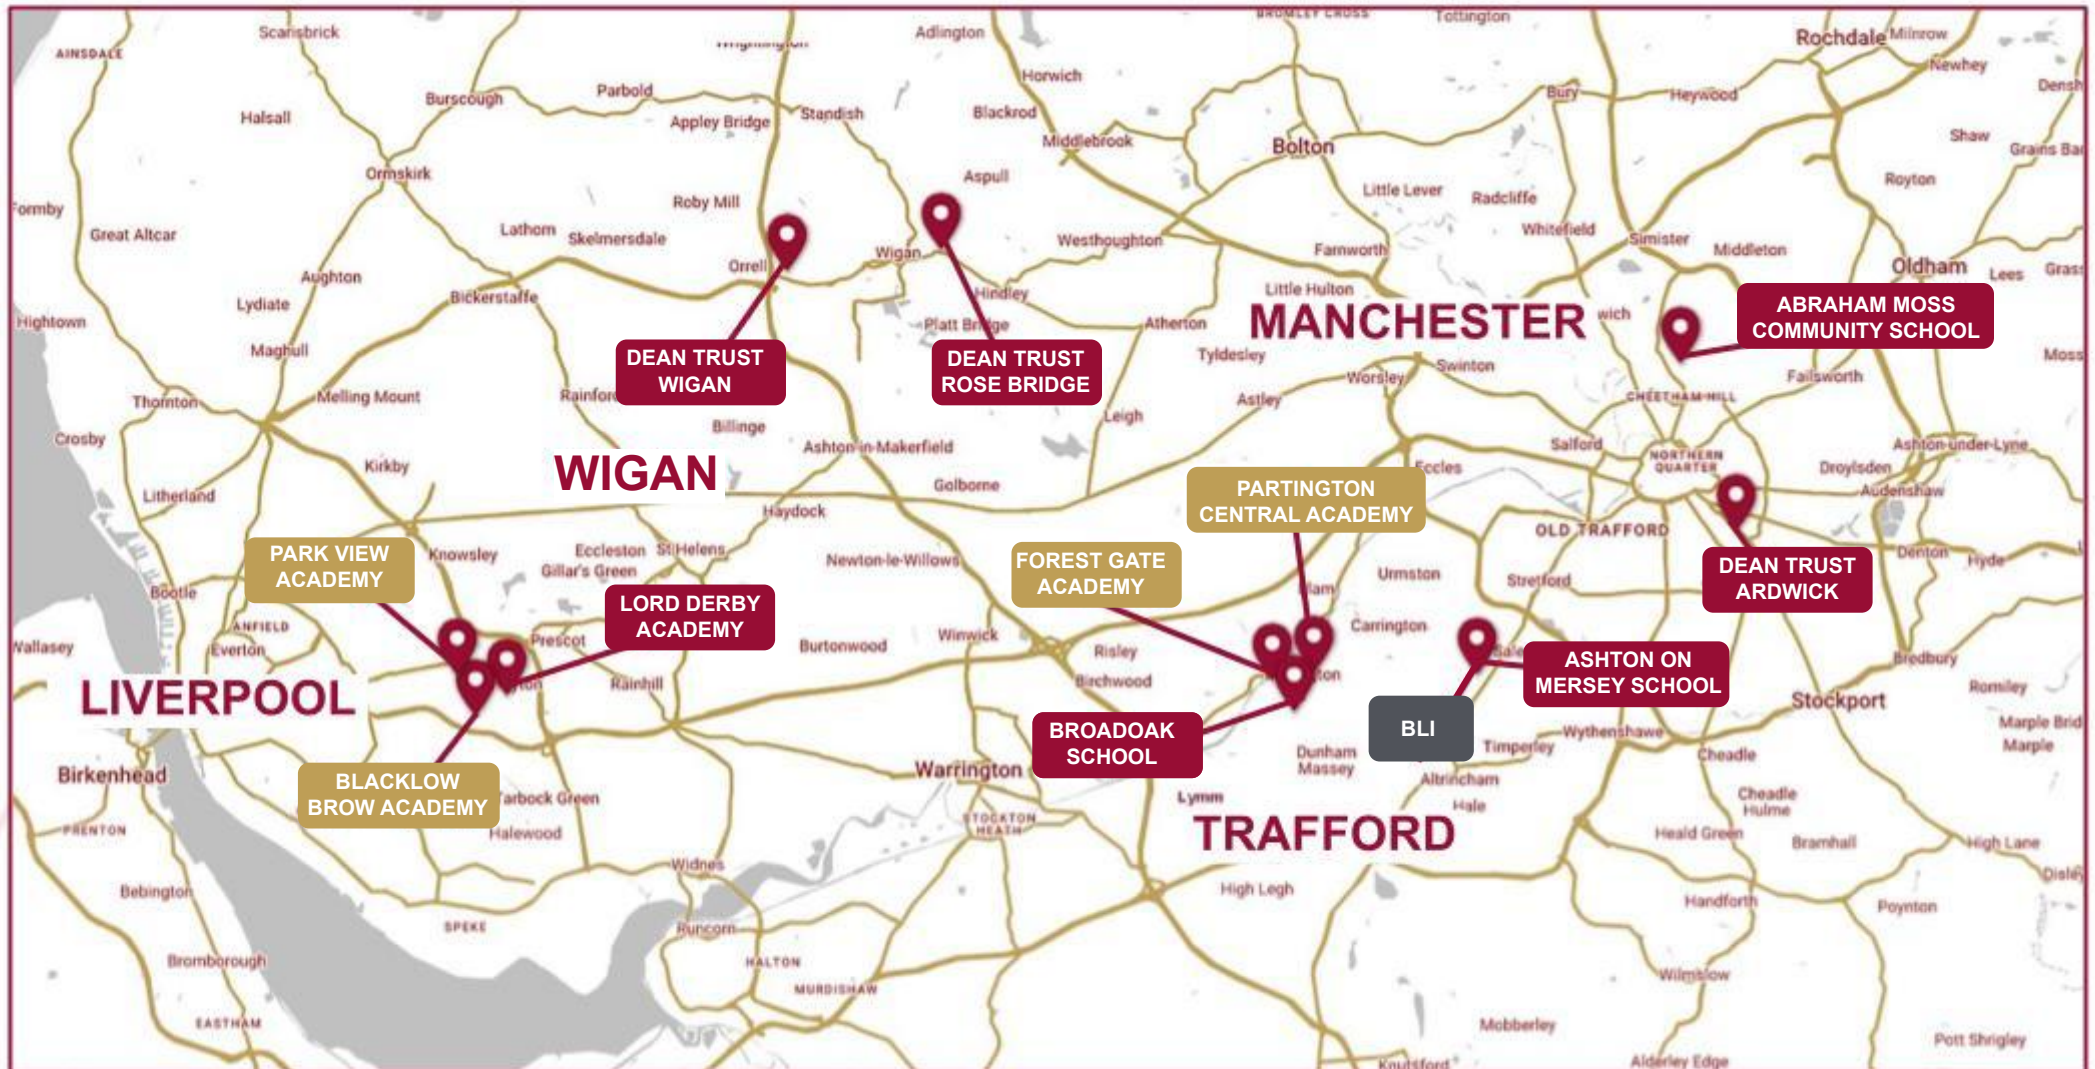 BROMLEY CROSS
Tottington
Scarisbrick
Adlington
Rochdale
Milnrow
AINSDALE
Wrightington
Newhey
Horwich
Burscough
Parbold
Bury
Heywood
Halsall
Appley Bridge
Standish
Blackrod
Middlebrook
Bolton
Shaw
Ormskirk
Aspull
Little Lever
Radcliffe
Royton
Roby Mill
Great Altcar
Lathom
Skelmersdale
Wigan
Westhoughton
Farnworth
Whitefield
Simister
Middleton
Orrell
Oldham
Lees
Aughton
Bickerstaffe
Hindley
Little Hulton
Lydiate
Hightown
MANCHESTER
ABRAHAM MOSS
COMMUNITY SCHOOL
Platt Bridge
Atherton
Maghull
DEAN TRUST
WIGAN
DEAN TRUST
ROSE BRIDGE
Tyldesley
Worsley
Swinton
Failsworth
Thornton
Melling Mount
Astley
CHEETHAM HILL
Leigh
Billinge
Crosby
Ashton-in-Makerfield
Salford
NORTHERN
QUARTER
Ashton-under-Lyne
Kirkby
WIGAN
Eccles
Droylsden
Litherland
Golborne
Audenshaw
PARTINGTON
CENTRAL ACADEMY
Haydock
OLD TRAFFORD
PARK VIEW
ACADEMY
Knowsley
Eccleston
St Helens
Gillar's Green
Newton-le-Willows
FOREST GATE
ACADEMY
Denton
Hyde
Urmston
Stretford
DEAN TRUST
ARDWICK
Bootle
LORD DERBY
ACADEMY
ANFIELD
Everton
Prescot
Burtonwood
Winwick
Risley
Carrington
Sale
ASHTON ON
MERSEY SCHOOL
Bredbury
Rainhill
Birchwood
Romiley
LIVERPOOL
BROADOAK
SCHOOL
BLI
Stockport
Wythenshawe
Marple
Dunham
Massey
Timperley
Cheadle
Birkenhead
BLACKLOW
BROW ACADEMY
Warrington
Altrincham
Lymm
Hale
Cheadle
Hulme
Halewood
PRENTON
STOCKTON
HEATH
TRAFFORD
Heald Green
Bramhall
High Lane
Widnes
Bebington
High Legh
Handforth
Poynton
SPEKE
Runcorn
Bromborough
HALTON
Wilmslow
MURDISHAW
EASTHAM
Mobberley
Pott Shrigley
Knutsford
Alderley Edge